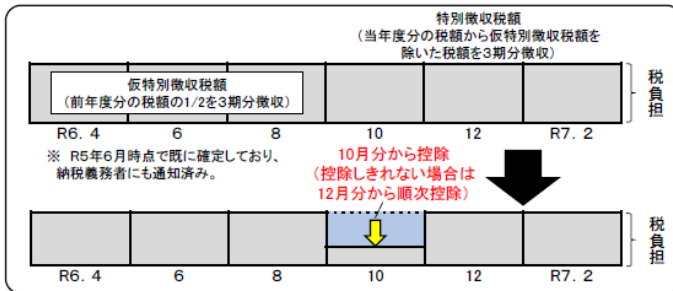 特別徴収税額
(当年度分の税額から仮特別徴収税額を
除いた税額を3期分徴収)
仮特別徴収税額
(前年度分の税額の1/2を3期分徴収)
税負担
R6.4 6 8 10 12 R7.2
※ R5年6月時点で既に確定しており、
納税義務者にも通知済み。
10月分から控除
(控除しきれない場合は
12月分から順次控除)
税負担
R6.4 6 8 10 12 R7.2